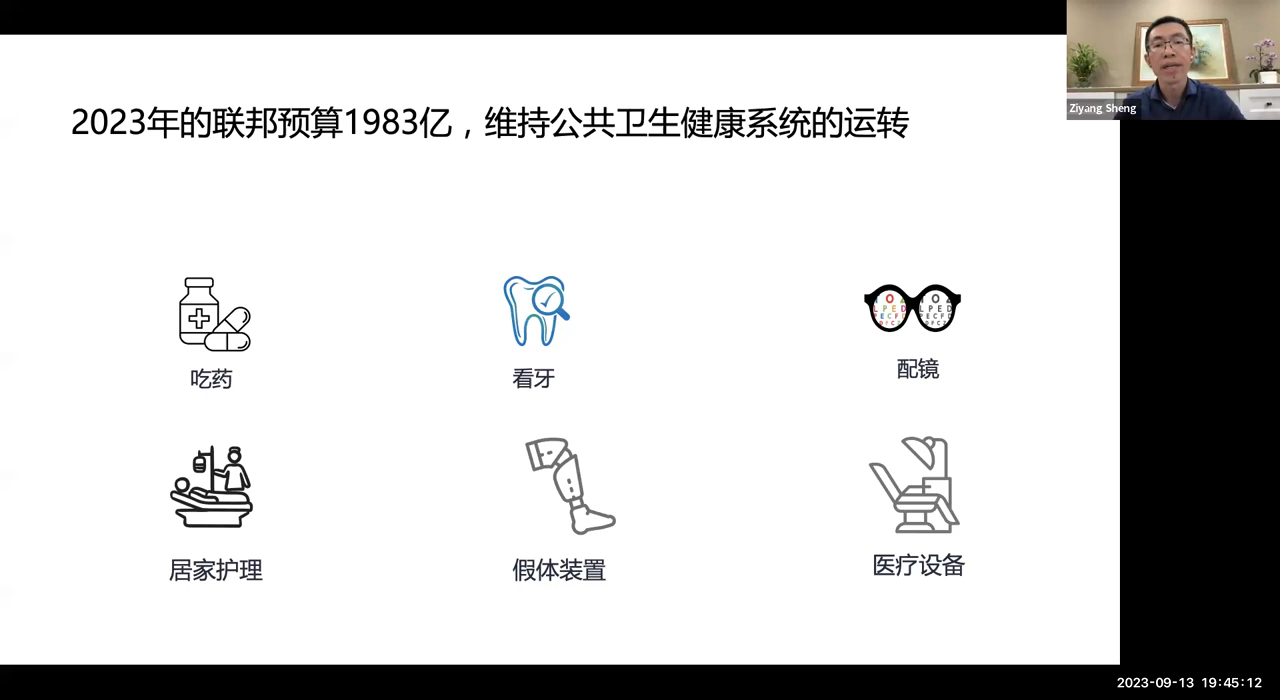 Ziyang Sheng
2023年的联邦预算1983亿，维持公共卫生健康系统的运转
吃药
看牙
配镜
居家护理
假体装置
医疗设备
2023-09-13 19:45:12